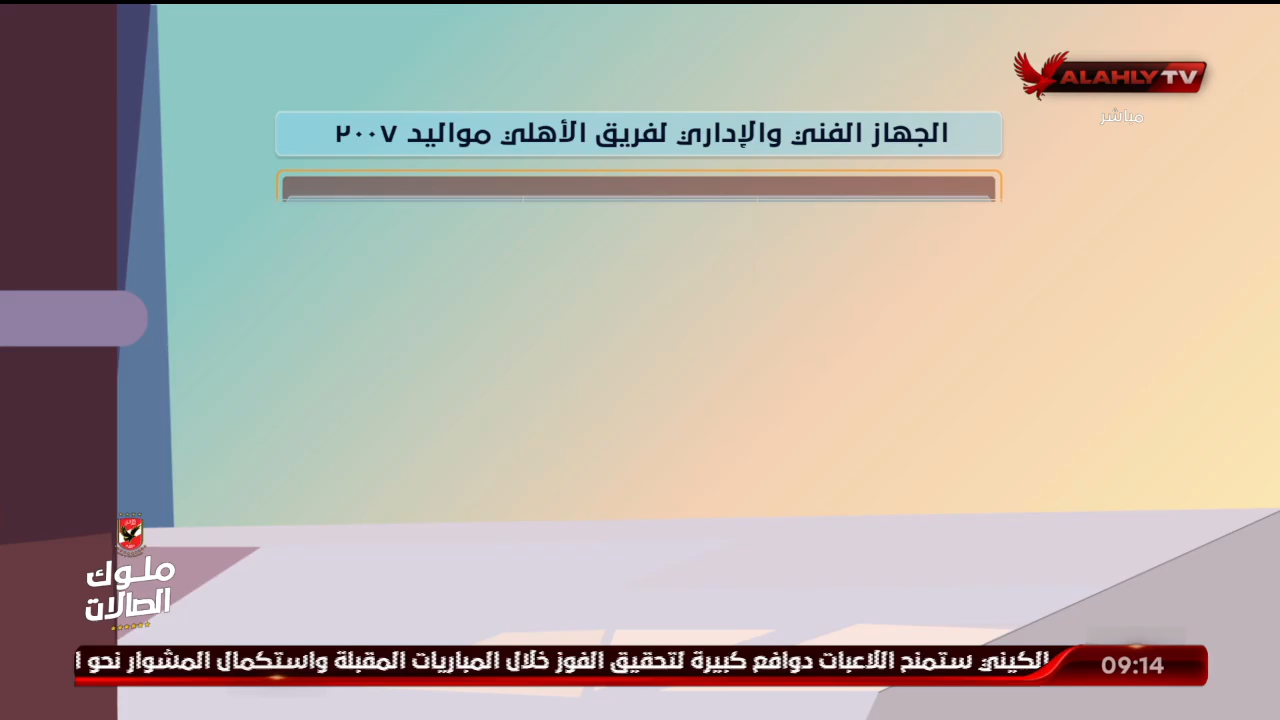 ALAHLY TV
مباشر
الجهاز الفني والإداري لفريق الأهلي مواليد ٢٠٠٧
ملوك
الصالات
الكيني ستمنح اللاعبات دوافع كبيرة لتحقيق الفوز خلال المباريات المقبلة واستكمال المشوار نحو ا
09:14